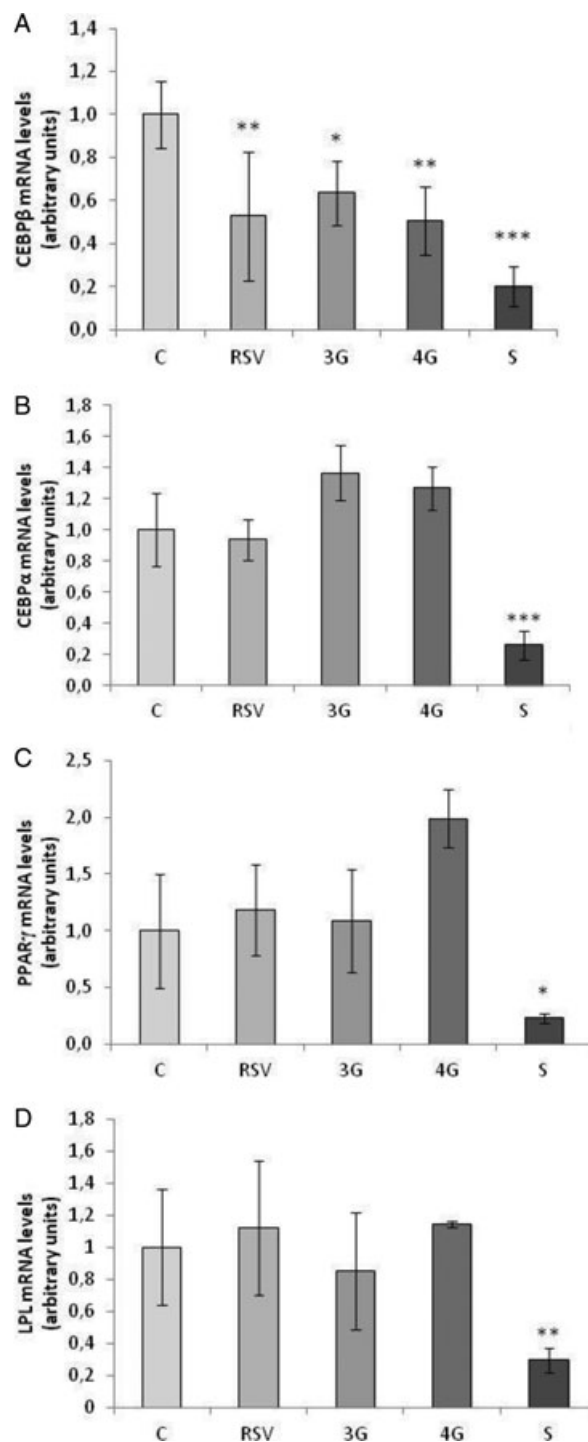 A
CEBPβ mRNA levels
(arbitrary units)
1,4
1,2
1,0
0,8
0,6
0,4
0,2
0,0
**
*
**
***
C RSV 3G 4G S
B
CEBPα mRNA levels
(arbitrary units)
1,8
1,6
1,4
1,2
1,0
0,8
0,6
0,4
0,2
0,0
***
C RSV 3G 4G S
C
PPAR-γ mRNA levels
(arbitrary units)
2,5
2,0
1,5
1,0
0,5
0,0
*
C RSV 3G 4G S
D
LPL mRNA levels
(arbitrary units)
1,8
1,6
1,4
1,2
1
0,8
0,6
0,4
0,2
0
**
C RSV 3G 4G S